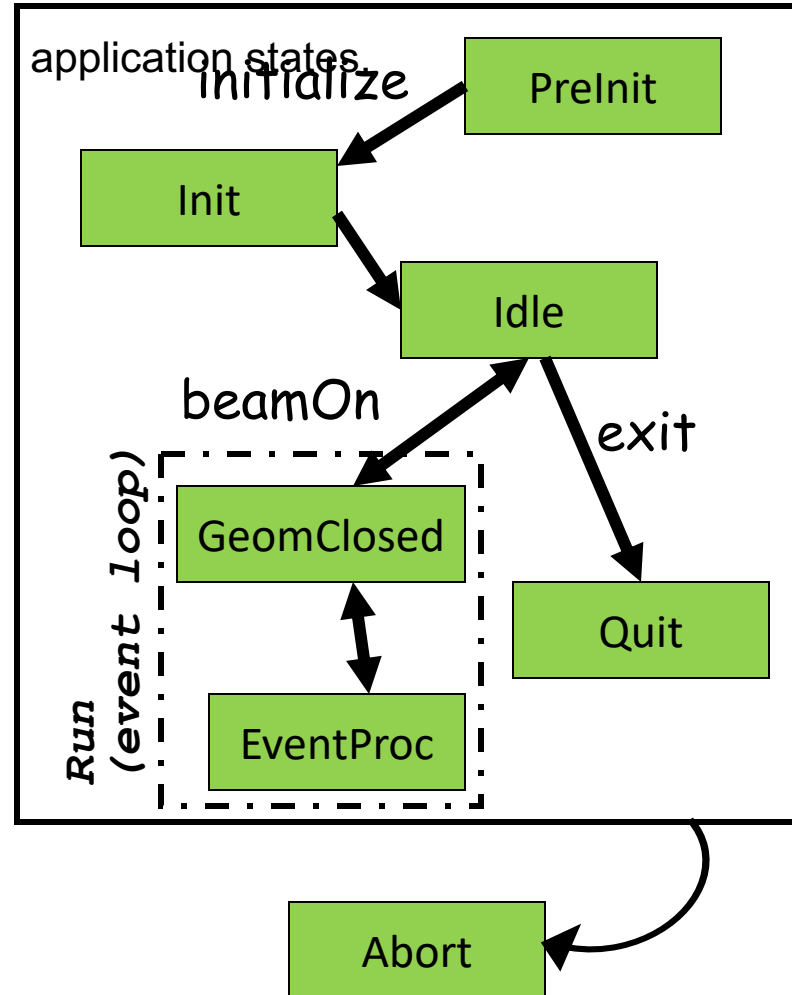 application states.
initialize
PreInit
Init
Idle
beamOn
exit
GeomClosed
Run
(event loop)
Quit
EventProc
Abort